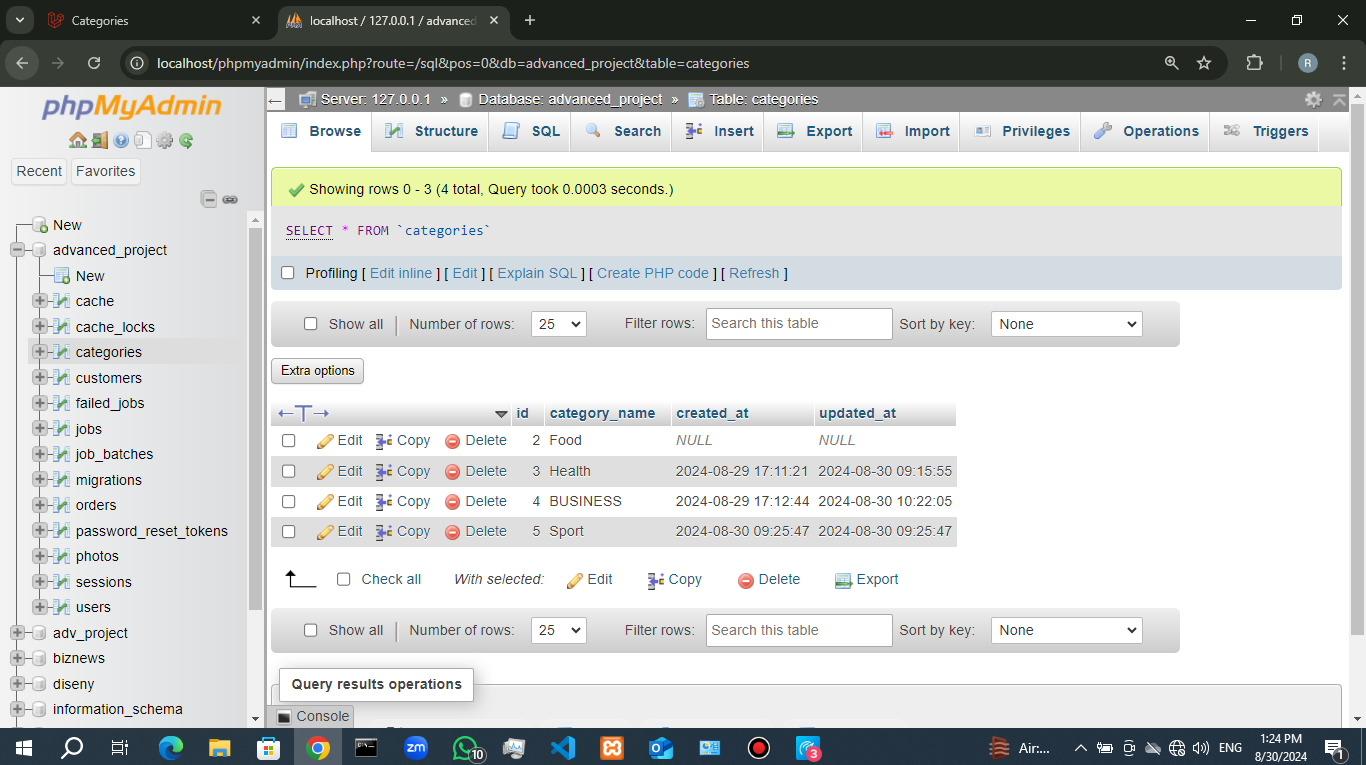 Categories
localhost / 127.0.0.1 / advanced
localhost/phpmyadmin/index.php?route=/sql&pos=0&db=advanced_project&table=categories
R
phpMyAdmin
Recent
Favorites
New
advanced_project
New
cache
cache_locks
categories
customers
failed_jobs
jobs
job_batches
migrations
orders
password_reset_tokens
photos
sessions
users
adv_project
biznews
diseny
information_schema
Server: 127.0.0.1 » Database: advanced_project » Table: categories
Browse Structure SQL Search Insert Export Import Privileges Operations Triggers
Showing rows 0 - 3 (4 total, Query took 0.0003 seconds.)
SELECT * FROM `categories`
Profiling [ Edit inline ] [ Edit ] [ Explain SQL ] [ Create PHP code ] [ Refresh ]
Show all Number of rows: 25 Filter rows: Search this table Sort by key: None
Extra options
←T→ id category_name created_at updated_at
Edit Copy Delete 2 Food NULL NULL
Edit Copy Delete 3 Health 2024-08-29 17:11:21 2024-08-30 09:15:55
Edit Copy Delete 4 BUSINESS 2024-08-29 17:12:44 2024-08-30 10:22:05
Edit Copy Delete 5 Sport 2024-08-30 09:25:47 2024-08-30 09:25:47
Check all With selected: Edit Copy Delete Export
Show all Number of rows: 25 Filter rows: Search this table Sort by key: None
Query results operations
Console
zm
10
3
Air:...
ENG
1:24 PM
8/30/2024
1